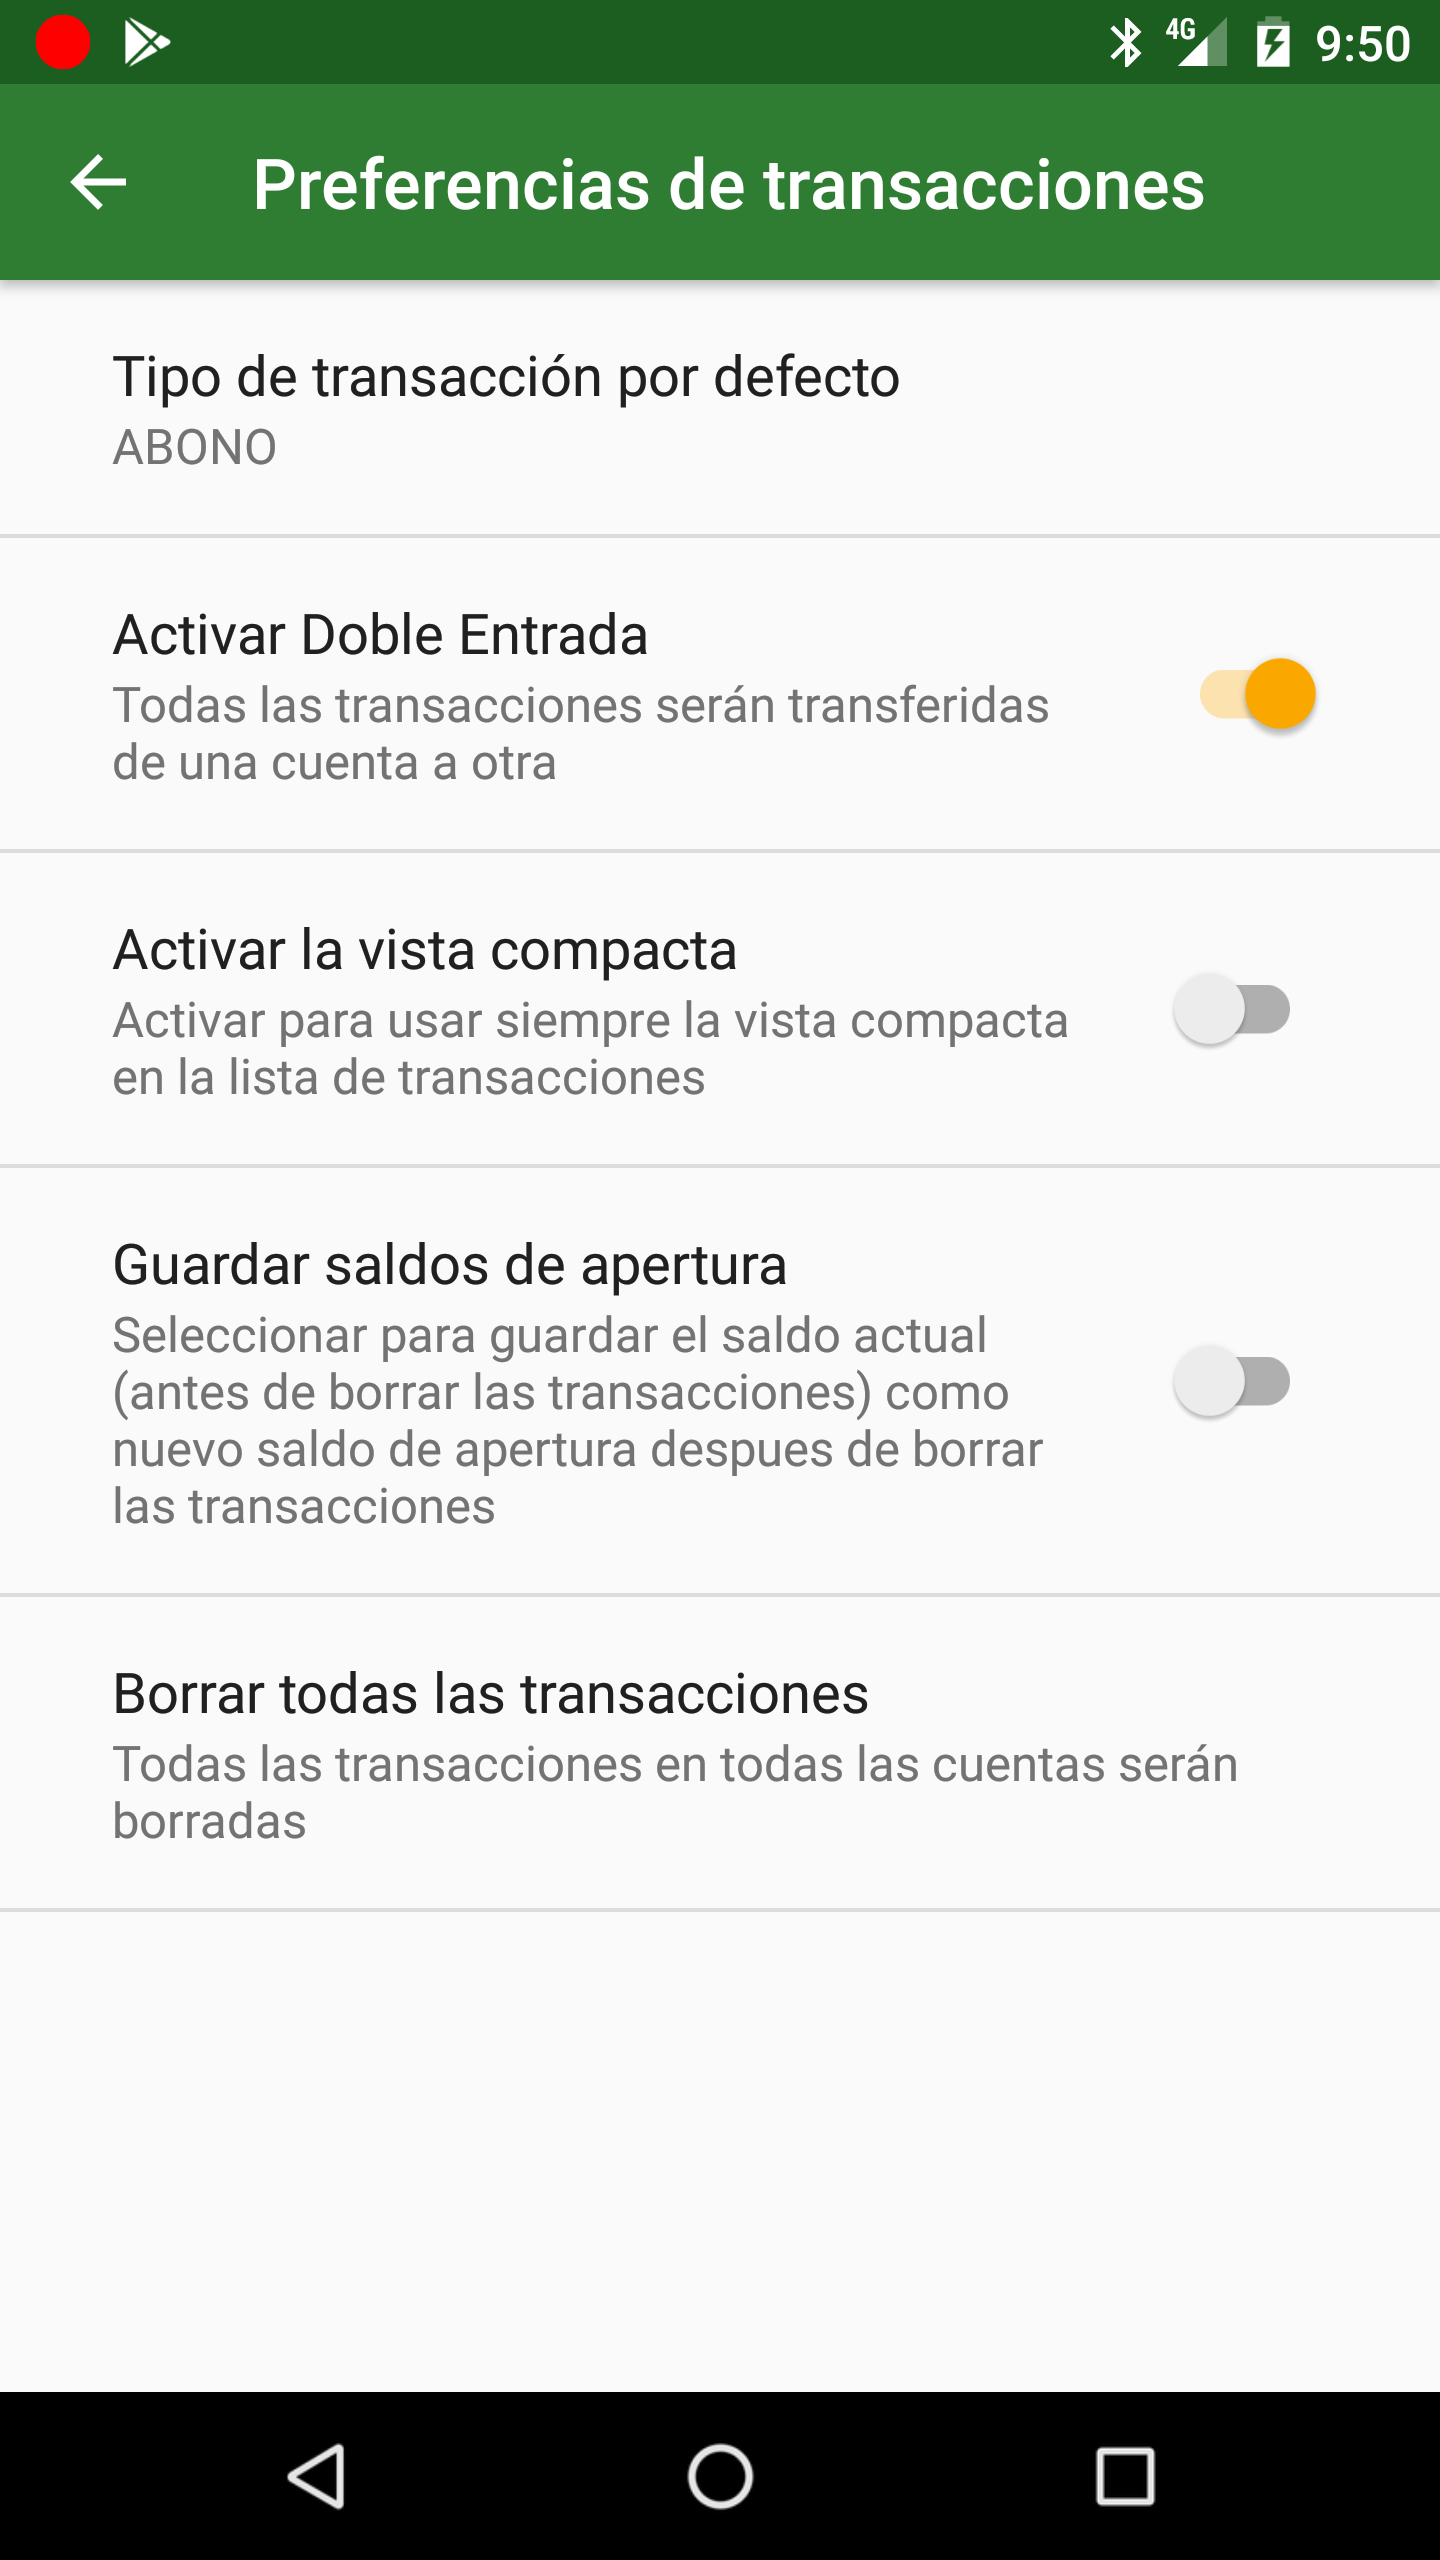 4G 9:50
Preferencias de transacciones
Tipo de transacción por defecto
ABONO
Activar Doble Entrada
Todas las transacciones serán transferidas
de una cuenta a otra
Activar la vista compacta
Activar para usar siempre la vista compacta
en la lista de transacciones
Guardar saldos de apertura
Seleccionar para guardar el saldo actual
(antes de borrar las transacciones) como
nuevo saldo de apertura despues de borrar
las transacciones
Borrar todas las transacciones
Todas las transacciones en todas las cuentas serán
borradas